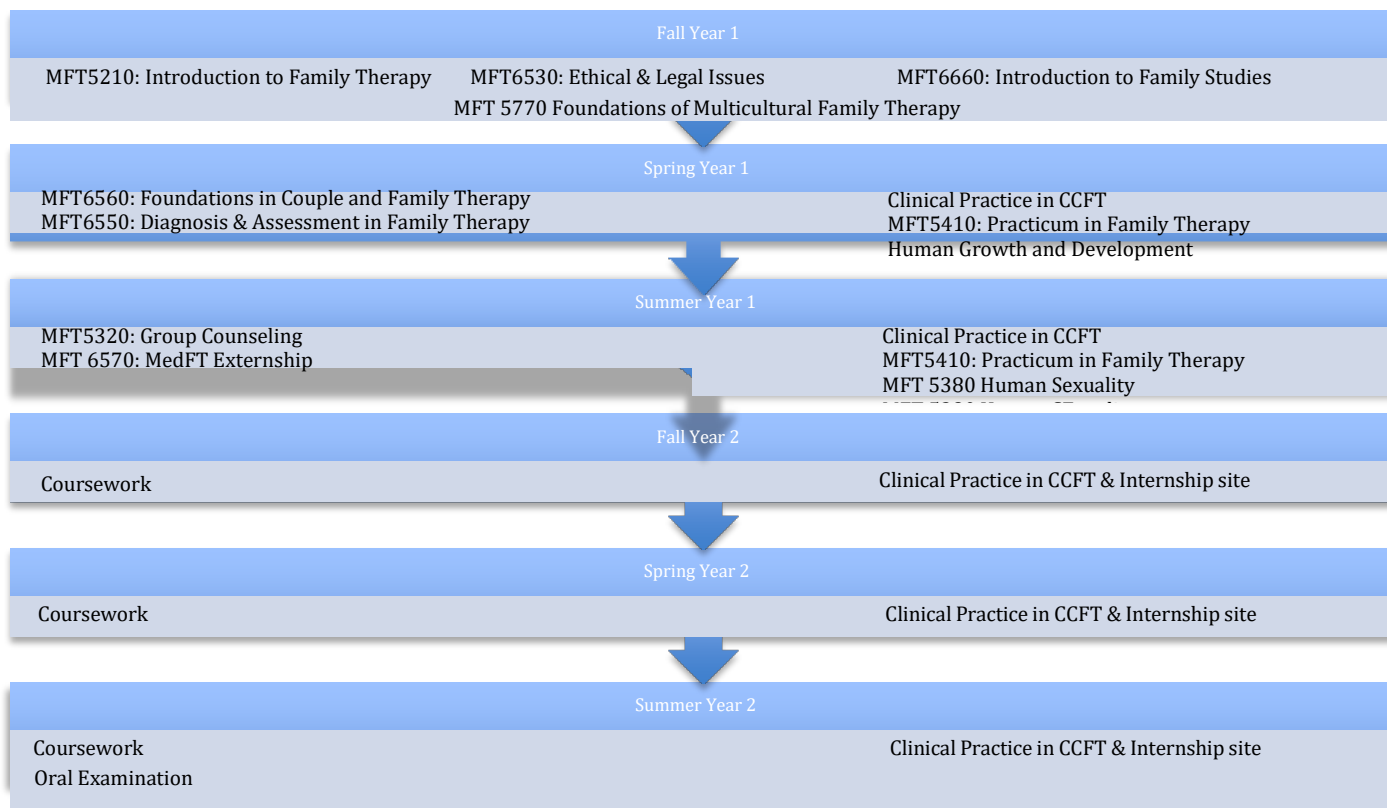 Fall Year 1
MFT5210: Introduction to Family Therapy MFT6530: Ethical & Legal Issues MFT6660: Introduction to Family Studies
MFT 5770 Foundations of Multicultural Family Therapy
Spring Year 1
MFT6560: Foundations in Couple and Family Therapy
MFT6550: Diagnosis & Assessment in Family Therapy
Clinical Practice in CCFT
MFT5410: Practicum in Family Therapy
Human Growth and Development
Summer Year 1
MFT5320: Group Counseling
MFT 6570: MedFT Externship
Clinical Practice in CCFT
MFT5410: Practicum in Family Therapy
MFT 5380 Human Sexuality
Fall Year 2
Coursework
Clinical Practice in CCFT & Internship site
Spring Year 2
Coursework
Clinical Practice in CCFT & Internship site
Summer Year 2
Coursework
Oral Examination
Clinical Practice in CCFT & Internship site